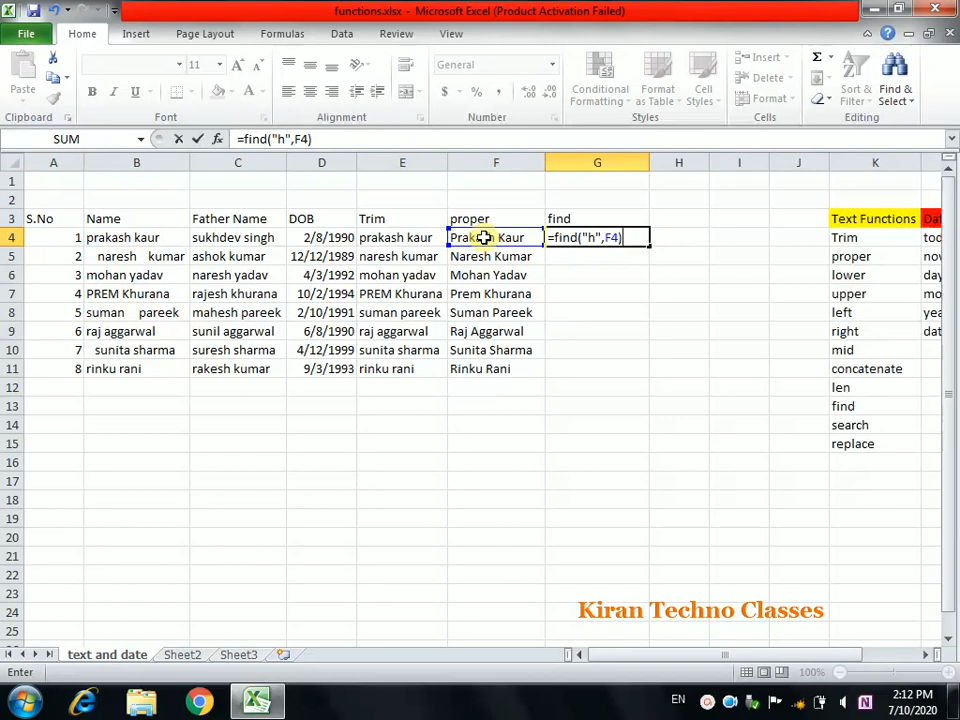 functions.xlsx - Microsoft Excel (Product Activation Failed)
File Home Insert Page Layout Formulas Data Review View
Paste
B I U
11
General
$ % ,
Conditional Formatting
Format as Table
Cell Styles
Insert
Delete
Format
Sort & Filter
Find & Select
Clipboard Font Alignment Number Styles Cells Editing
SUM fx =find("h",F4)
A B C D E F G H I J K
1
2
3 S.No Name Father Name DOB Trim proper find Text Functions Da
4 1 prakash kaur sukhdev singh 2/8/1990 prakash kaur Prakash Kaur =find("h",F4) Trim tod
5 2 naresh kumar ashok kumar 12/12/1989 naresh kumar Naresh Kumar proper nov
6 3 mohan yadav naresh yadav 4/3/1992 mohan yadav Mohan Yadav lower day
7 4 PREM Khurana rajesh khurana 10/2/1994 PREM Khurana Prem Khurana upper mo
8 5 suman pareek mahesh pareek 2/10/1991 suman pareek Suman Pareek left yea
9 6 raj aggarwal sunil aggarwal 6/8/1990 raj aggarwal Raj Aggarwal right dat
10 7 sunita sharma suresh sharma 4/12/1999 sunita sharma Sunita Sharma mid
11 8 rinku rani rakesh kumar 9/3/1993 rinku rani Rinku Rani concatenate
12 len
13 find
14 search
15 replace
16
17
18
19
20
21
22
23
24
25
Kiran Techno Classes
text and date Sheet2 Sheet3
Enter 100%
EN 2:12 PM
7/10/2020